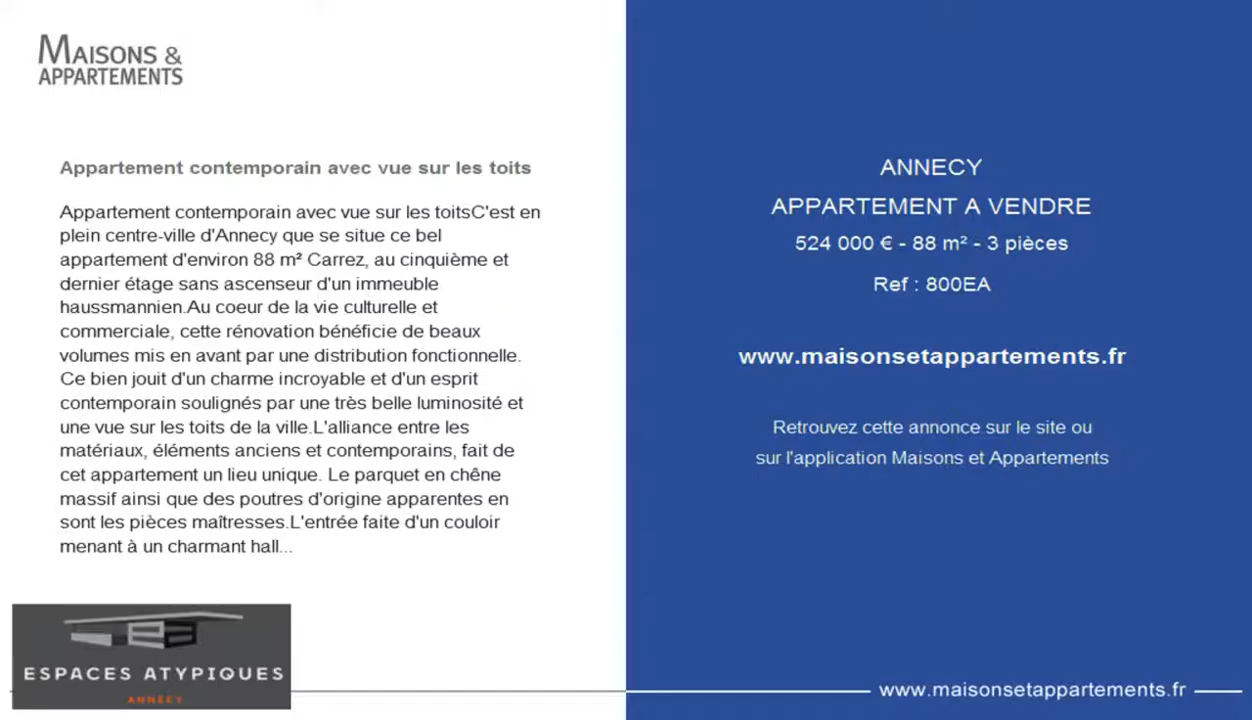 MAISONS &
APPARTEMENTS
Appartement contemporain avec vue sur les toits
Appartement contemporain avec vue sur les toitsC'est en
plein centre-ville d'Annecy que se situe ce bel
appartement d'environ 88 m² Carrez, au cinquième et
dernier étage sans ascenseur d'un immeuble
haussmannien.Au coeur de la vie culturelle et
commerciale, cette rénovation bénéficie de beaux
volumes mis en avant par une distribution fonctionnelle.
Ce bien jouit d'un charme incroyable et d'un esprit
contemporain soulignés par une très belle luminosité et
une vue sur les toits de la ville.L'alliance entre les
matériaux, éléments anciens et contemporains, fait de
cet appartement un lieu unique. Le parquet en chêne
massif ainsi que des poutres d'origine apparentes en
sont les pièces maîtresses.L'entrée faite d'un couloir
menant à un charmant hall...
ESPACES ATYPIQUES
ANNECY
ANNECY
APPARTEMENT A VENDRE
524 000 € - 88 m² - 3 pièces
Ref : 800EA
www.maisonsetappartements.fr
Retrouvez cette annonce sur le site ou
sur l'application Maisons et Appartements
www.maisonsetappartements.fr